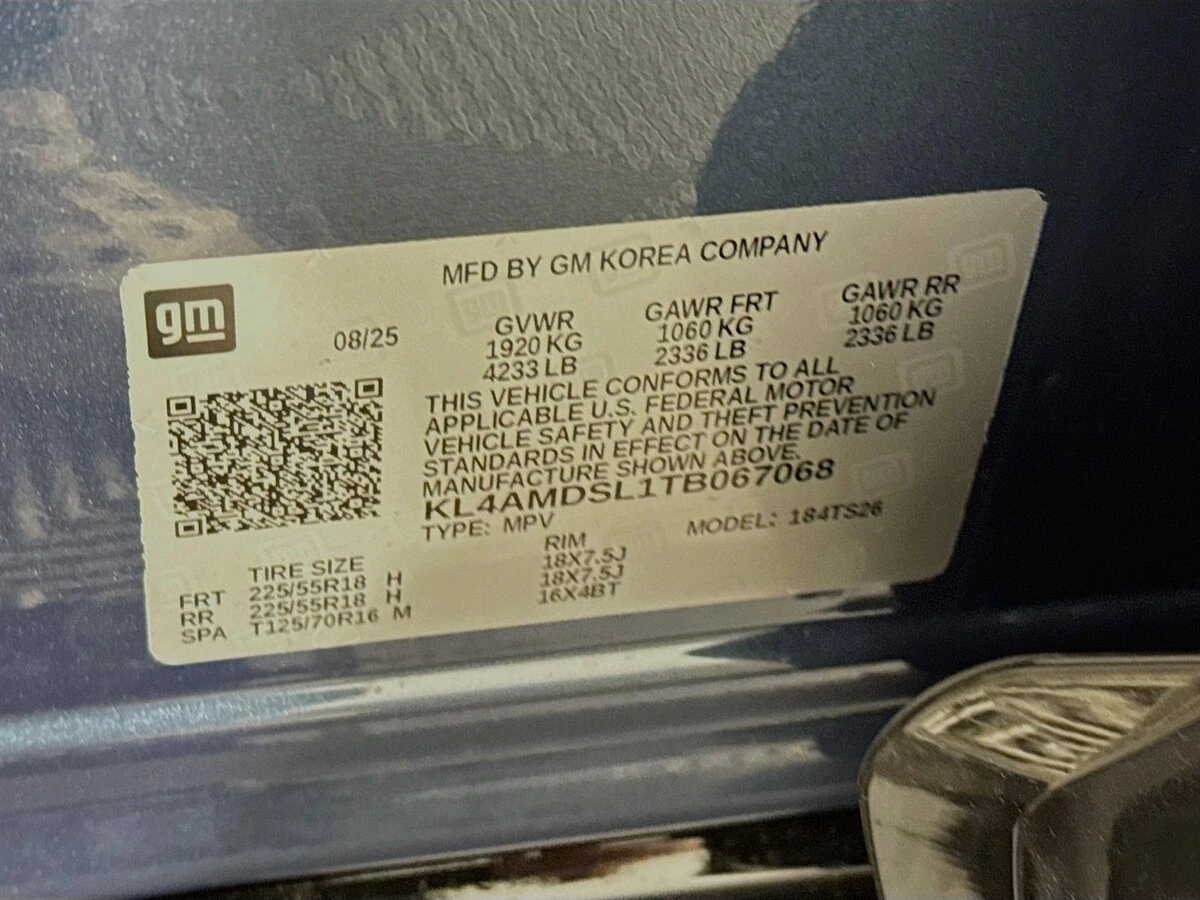 MFD BY GM KOREA COMPANY
gm
08/25
GVWR GAWR FRT GAWR RR
1920 KG 1060 KG 1060 KG
4233 LB 2336 LB 2336 LB
THIS VEHICLE CONFORMS TO ALL
APPLICABLE U.S. FEDERAL MOTOR
VEHICLE SAFETY AND THEFT PREVENTION
STANDARDS IN EFFECT ON THE DATE OF
MANUFACTURE SHOWN ABOVE.
KL4AMDSL1TB067068
TYPE: MPV MODEL: 184TS26
TIRE SIZE RIM
FRT 225/55R18 H 18X7.5J
RR 225/55R18 H 18X7.5J
SPA T125/70R16 M 16X4BT